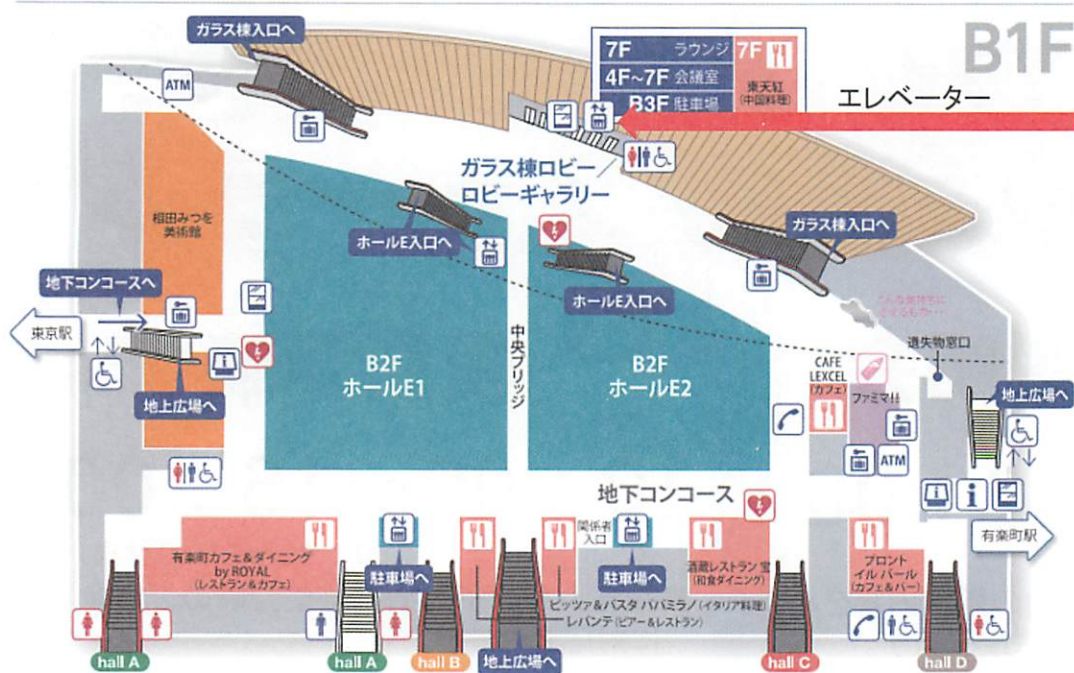 B1F
ガラス棟入口へ
7F ラウンジ
4F~7F 会議室
B3F 駐車場
7F
東天紅
(中国料理)
エレベーター
ATM
ガラス棟ロビー/
ロビーギャラリー
相田みつを
美術館
ホールE入口へ
ガラス棟入口へ
ホールE入口へ
地下コンコースへ
東京駅
地上広場へ
B2F
ホールE1
中央ブリッジ
B2F
ホールE2
遺失物窓口
CAFE
LEXCEL
(カフェ)
ファミマ!!
地上広場へ
ATM
地下コンコース
有楽町駅
有楽町カフェ&ダイニング
by ROYAL
(レストラン&カフェ)
駐車場へ
関係者
入口
駐車場へ
酒蔵レストラン 宝
(和食ダイニング)
プロント
イル バール
(カフェ&バー)
ピッツァ&パスタ パパミラノ(イタリア料理)
レバンテ(ビアー&レストラン)
地上広場へ
hall A
hall A
hall B
hall C
hall D